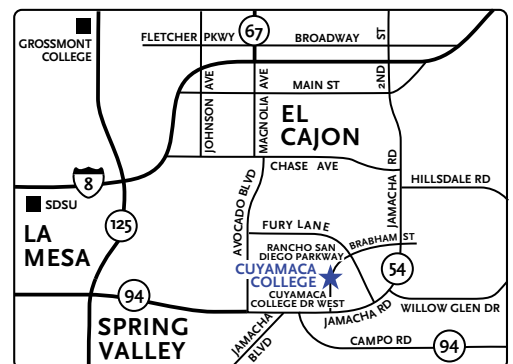 GROSSMONT
COLLEGE
FLETCHER PKWY
67
BROADWAY
2ND ST
MAIN ST
JOHNSON AVE
MAGNOLIA AVE
EL
CAJON
CHASE AVE
JAMACHA RD
HILLSDALE RD
8
SDSU
125
LA
MESA
AVOCADO BLVD
FURY LANE
RANCHO SAN
DIEGO PARKWAY
BRABHAM ST
CUYAMACA
COLLEGE
54
CUYAMACA
COLLEGE DR WEST
94
WILLOW GLEN DR
JAMACHA RD
SPRING
VALLEY
JAMACHA
BLVD
CAMPO RD
94